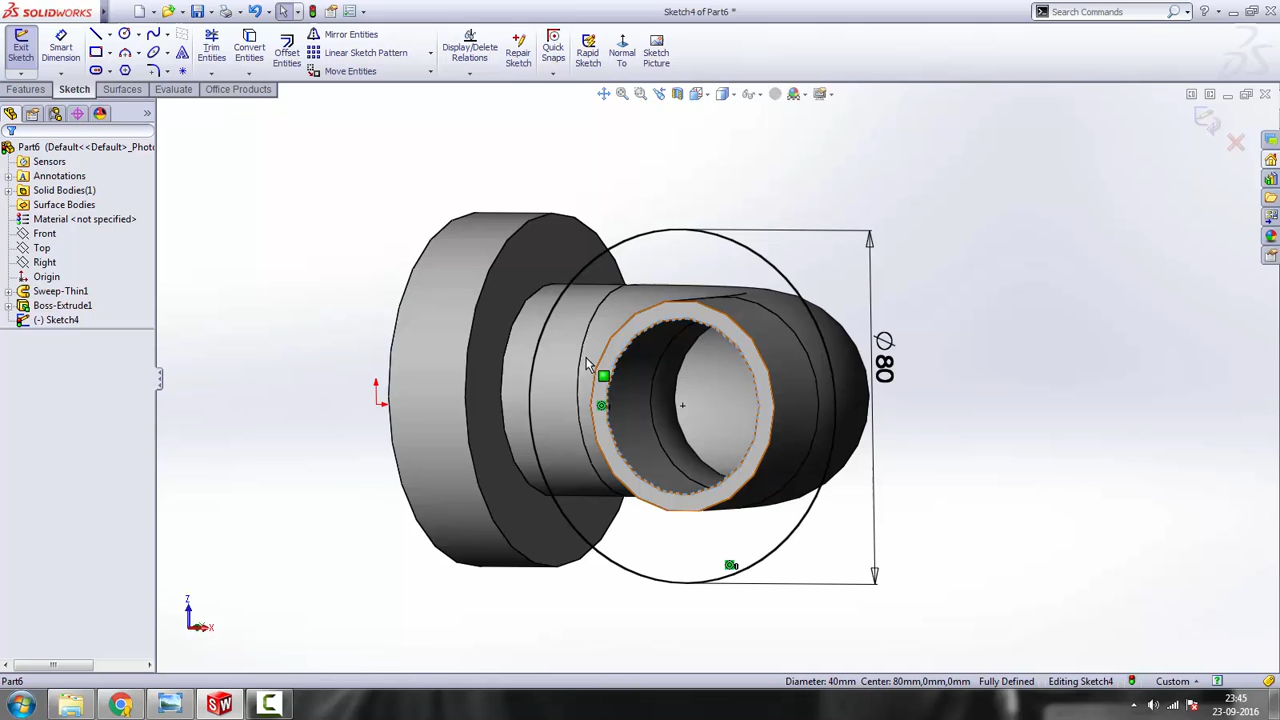 SOLIDWORKS
Sketch4 of Part6 *
Search Commands
Exit Sketch
Smart Dimension
Trim Entities
Convert Entities
Offset Entities
Mirror Entities
Linear Sketch Pattern
Move Entities
Display/Delete Relations
Repair Sketch
Quick Snaps
Rapid Sketch
Normal To
Sketch Picture
Features
Sketch
Surfaces
Evaluate
Office Products
Part6 (Default<<Default>_Photo
Sensors
Annotations
Solid Bodies(1)
Surface Bodies
Material <not specified>
Front
Top
Right
Origin
Sweep-Thin1
Boss-Extrude1
(-) Sketch4
Ø 80
Z
X
Part6
Diameter: 40mm Center: 80mm,0mm,0mm Fully Defined Editing Sketch4 Custom
23:45
23-09-2016